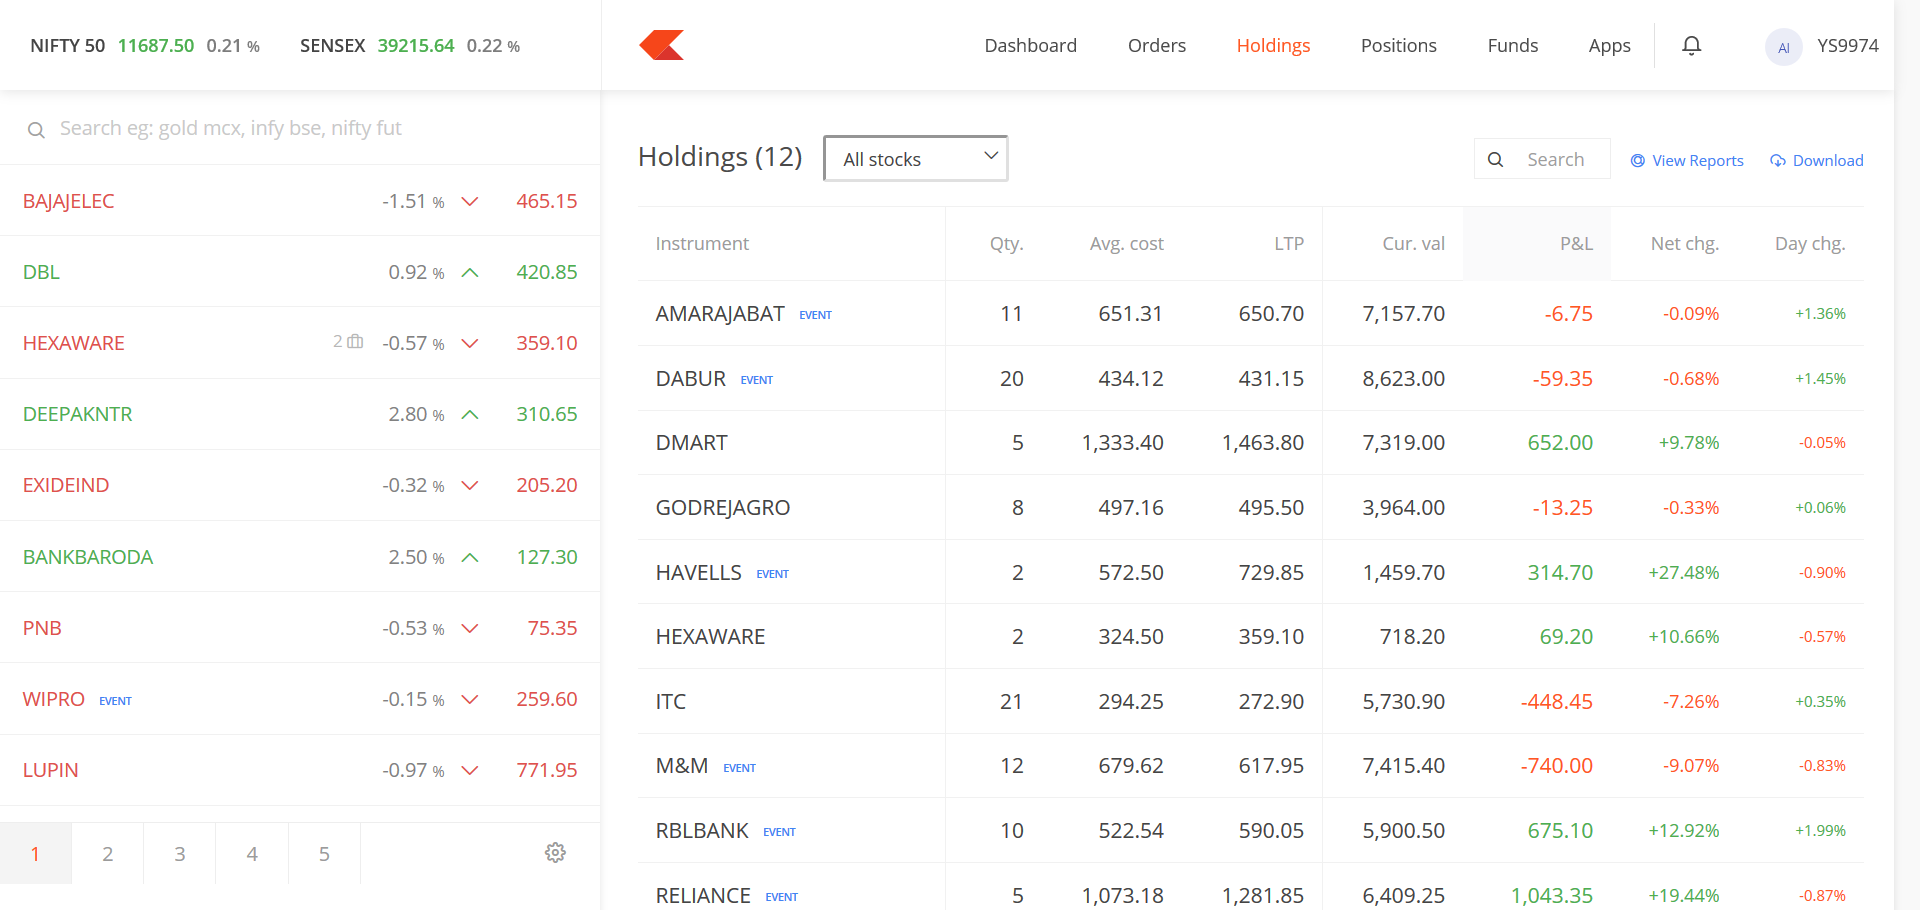 NIFTY 50 11687.50 0.21 % SENSEX 39215.64 0.22 %
Dashboard Orders Holdings Positions Funds Apps AI YS9974
Search eg: gold mcx, infy bse, nifty fut
BAJAJELEC -1.51 % 465.15
DBL 0.92 % 420.85
HEXAWARE 2 -0.57 % 359.10
DEEPAKNTR 2.80 % 310.65
EXIDEIND -0.32 % 205.20
BANKBARODA 2.50 % 127.30
PNB -0.53 % 75.35
WIPRO EVENT -0.15 % 259.60
LUPIN -0.97 % 771.95
1 2 3 4 5
Holdings (12) All stocks Search View Reports Download
Instrument Qty. Avg. cost LTP Cur. val P&L Net chg. Day chg.
AMARAJABAT EVENT 11 651.31 650.70 7,157.70 -6.75 -0.09% +1.36%
DABUR EVENT 20 434.12 431.15 8,623.00 -59.35 -0.68% +1.45%
DMART 5 1,333.40 1,463.80 7,319.00 652.00 +9.78% -0.05%
GODREJAGRO 8 497.16 495.50 3,964.00 -13.25 -0.33% +0.06%
HAVELLS EVENT 2 572.50 729.85 1,459.70 314.70 +27.48% -0.90%
HEXAWARE 2 324.50 359.10 718.20 69.20 +10.66% -0.57%
ITC 21 294.25 272.90 5,730.90 -448.45 -7.26% +0.35%
M&M EVENT 12 679.62 617.95 7,415.40 -740.00 -9.07% -0.83%
RBLBANK EVENT 10 522.54 590.05 5,900.50 675.10 +12.92% +1.99%
RELIANCE EVENT 5 1,073.18 1,281.85 6,409.25 1,043.35 +19.44% -0.87%